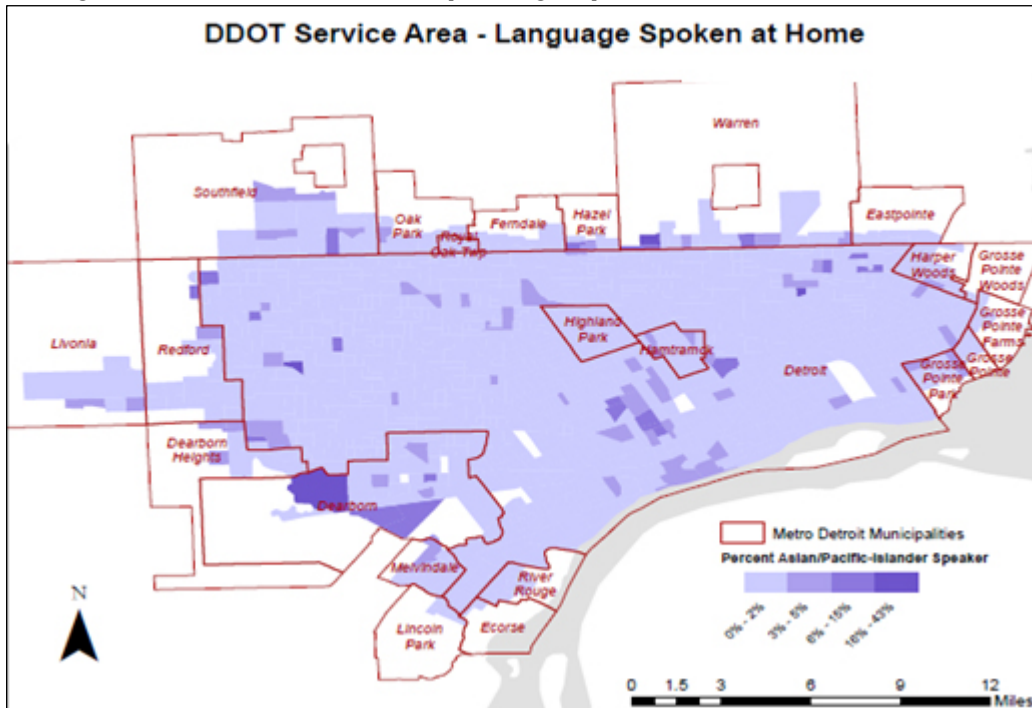 DDOT Service Area - Language Spoken at Home
Warren
Southfield
Oak
Park
Ferndale
Hazel
Park
Eastpointe
Royal
Oak Twp
Harper
Woods
Grosse
Pointe
Woods
Livonia
Redford
Highland
Park
Hamtramck
Detroit
Grosse
Pointe
Farms
Grosse
Pointe
Grosse
Pointe
Park
Dearborn
Heights
Dearborn
Melvindale
River
Rouge
Lincoln
Park
Ecorse
N
Metro Detroit Municipalities
Percent Asian/Pacific-Islander Speaker
0% - 2%
3% - 5%
6% - 15%
16% - 43%
0 1.5 3 6 9 12
Miles